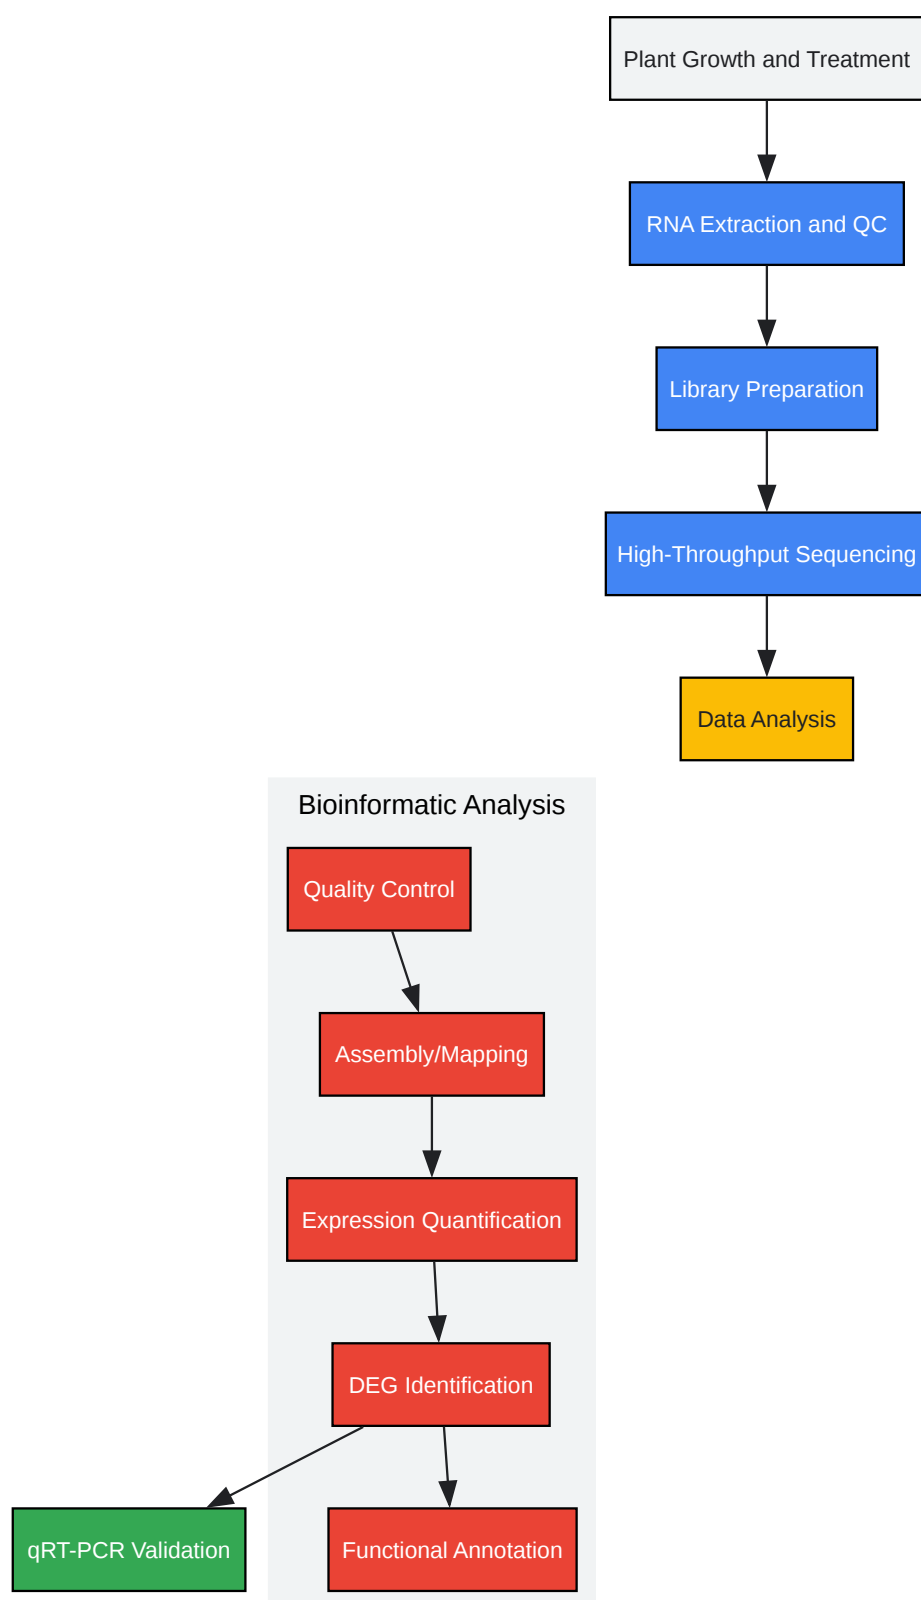 Plant Growth and Treatment
RNA Extraction and QC
Library Preparation
High-Throughput Sequencing
Data Analysis
Bioinformatic Analysis
Quality Control
Assembly/Mapping
Expression Quantification
DEG Identification
qRT-PCR Validation
Functional Annotation